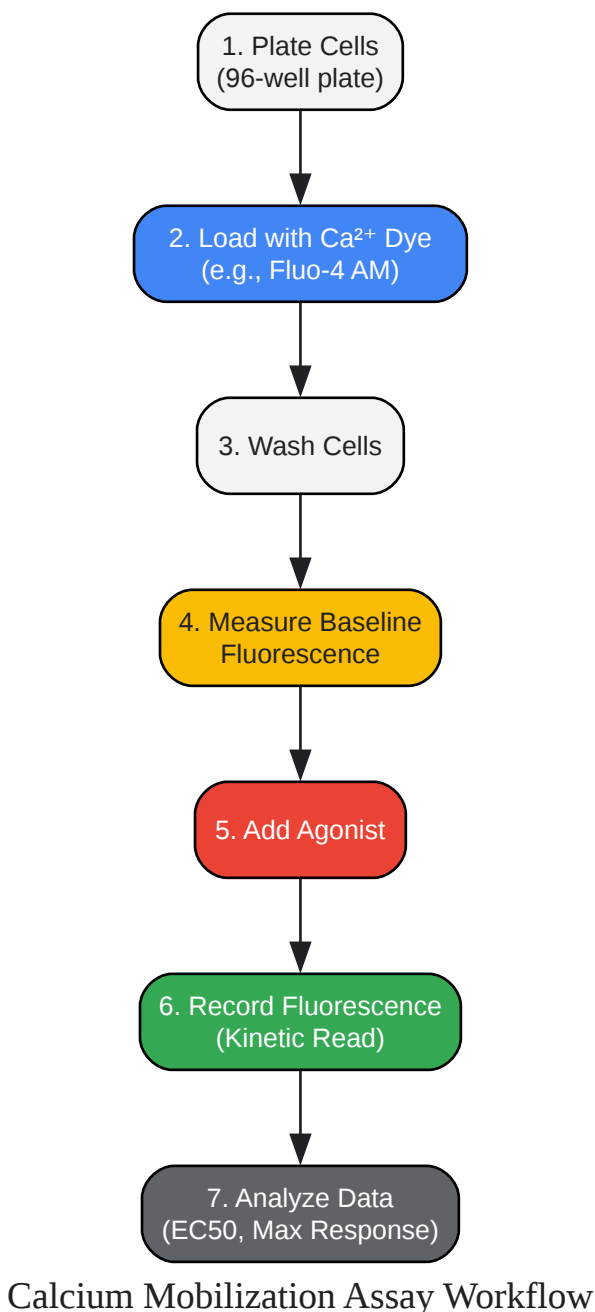 1. Plate Cells
(96-well plate)
2. Load with Ca²⁺ Dye
(e.g., Fluo-4 AM)
3. Wash Cells
4. Measure Baseline
Fluorescence
5. Add Agonist
6. Record Fluorescence
(Kinetic Read)
7. Analyze Data
(EC50, Max Response)
Calcium Mobilization Assay Workflow